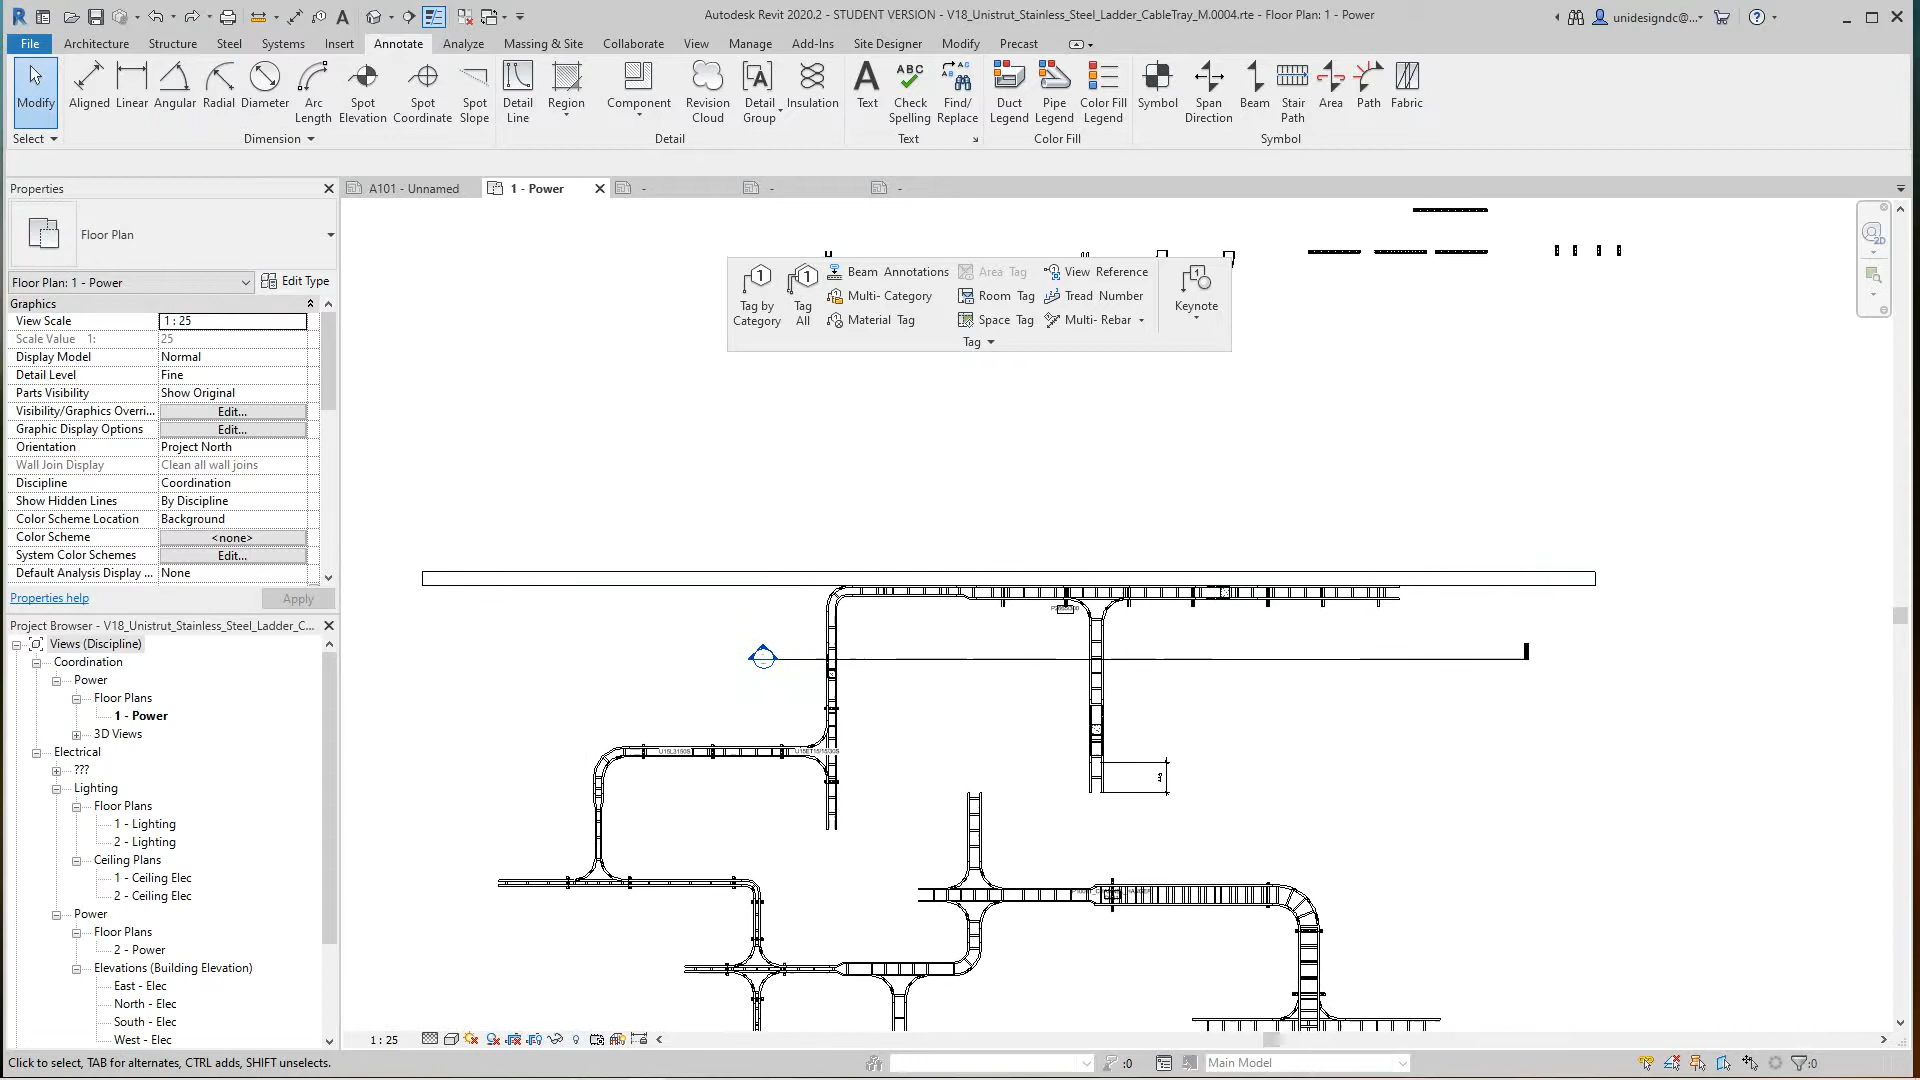 Autodesk Revit 2020.2 - STUDENT VERSION - V18_Unistrut_Stainless_Steel_Ladder_CableTray_M.0004.rte - Floor Plan: 1 - Power
unidesigndc@...
File Architecture Structure Steel Systems Insert Annotate Analyze Massing & Site Collaborate View Manage Add-Ins Site Designer Modify Precast
Modify Aligned Linear Angular Radial Diameter Arc Length Spot Elevation Spot Coordinate Spot Slope Detail Line Region Component Revision Cloud Detail Group Insulation Text Check Spelling Find/ Replace Duct Legend Pipe Legend Color Fill Legend Symbol Span Direction Beam Stair Path Area Path Fabric
Select Dimension Detail Text Color Fill Symbol
Properties
A101 - Unnamed
1 - Power
-
-
-
Floor Plan
Floor Plan: 1 - Power
Edit Type
Graphics
View Scale 1 : 25
Scale Value 1: 25
Display Model Normal
Detail Level Fine
Parts Visibility Show Original
Visibility/Graphics Overri... Edit...
Graphic Display Options Edit...
Orientation Project North
Wall Join Display Clean all wall joins
Discipline Coordination
Show Hidden Lines By Discipline
Color Scheme Location Background
Color Scheme <none>
System Color Schemes Edit...
Default Analysis Display ... None
Properties help
Apply
Project Browser - V18_Unistrut_Stainless_Steel_Ladder_C...
Views (Discipline)
Coordination
Power
Floor Plans
1 - Power
3D Views
Electrical
???
Lighting
Floor Plans
1 - Lighting
2 - Lighting
Ceiling Plans
1 - Ceiling Elec
2 - Ceiling Elec
Power
Floor Plans
2 - Power
Elevations (Building Elevation)
East - Elec
North - Elec
South - Elec
West - Elec
Tag by Category
Tag All
Beam Annotations
Multi- Category
Material Tag
Area Tag
Room Tag
Space Tag
View Reference
Tread Number
Multi- Rebar
Keynote
Tag
2D
1 : 25
Click to select, TAB for alternates, CTRL adds, SHIFT unselects.
:0
Main Model
:0